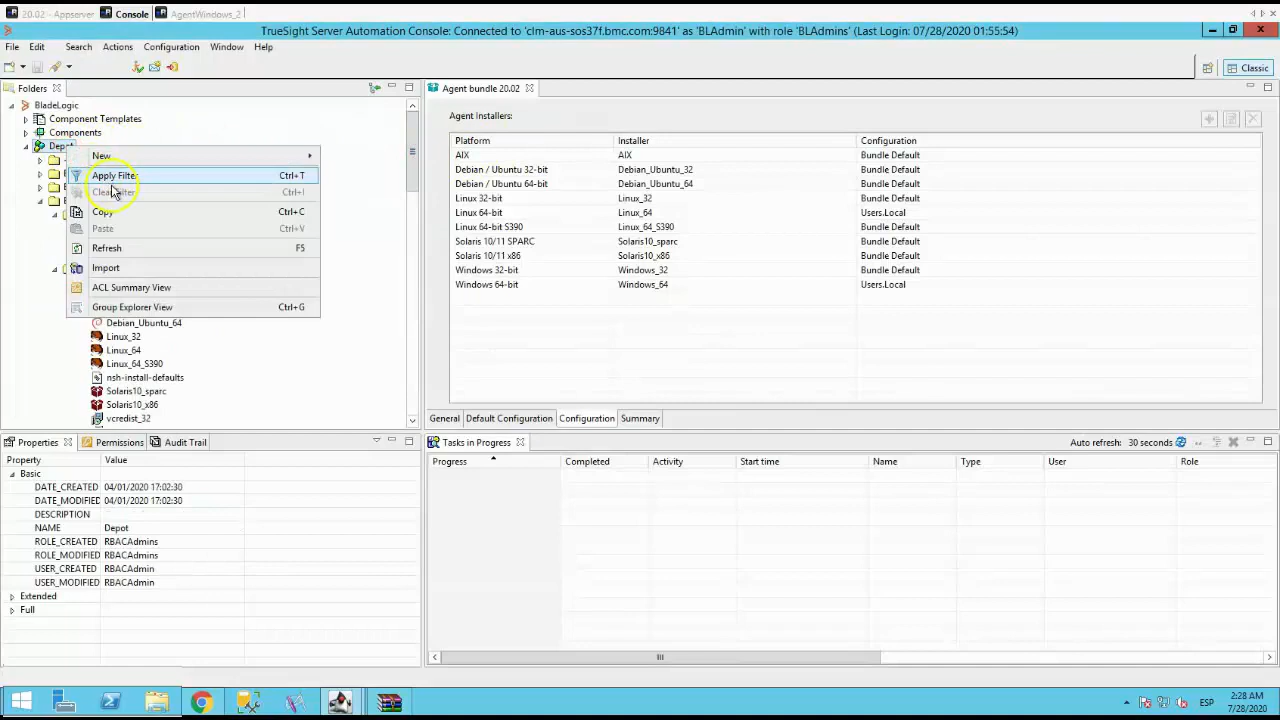 20.02 - Appserver
Console
AgentWindows_2
TrueSight Server Automation Console: Connected to 'clm-aus-sos37f.bmc.com:9841' as 'BLAdmin' with role 'BLAdmins' (Last Login: 07/28/2020 01:55:54)
File Edit Search Actions Configuration Window Help
Classic
Folders
BladeLogic
Component Templates
Components
Depot
New
Apply Filter Ctrl+T
Clear Filter Ctrl+I
Copy Ctrl+C
Paste Ctrl+V
Refresh F5
Import
ACL Summary View
Group Explorer View Ctrl+G
Debian_Ubuntu_64
Linux_32
Linux_64
Linux_64_S390
nsh-install-defaults
Solaris10_sparc
Solaris10_x86
vcredist_32
Agent bundle 20.02
Agent Installers:
Platform Installer Configuration
AIX AIX Bundle Default
Debian / Ubuntu 32-bit Debian_Ubuntu_32 Bundle Default
Debian / Ubuntu 64-bit Debian_Ubuntu_64 Bundle Default
Linux 32-bit Linux_32 Bundle Default
Linux 64-bit Linux_64 Users.Local
Linux 64-bit S390 Linux_64_S390 Bundle Default
Solaris 10/11 SPARC Solaris10_sparc Bundle Default
Solaris 10/11 x86 Solaris10_x86 Bundle Default
Windows 32-bit Windows_32 Bundle Default
Windows 64-bit Windows_64 Users.Local
General Default Configuration Configuration Summary
Properties Permissions Audit Trail
Property Value
Basic
DATE_CREATED 04/01/2020 17:02:30
DATE_MODIFIED 04/01/2020 17:02:30
DESCRIPTION
NAME Depot
ROLE_CREATED RBACAdmins
ROLE_MODIFIED RBACAdmins
USER_CREATED RBACAdmin
USER_MODIFIED RBACAdmin
Extended
Full
Tasks in Progress Auto refresh: 30 seconds
Progress Completed Activity Start time Name Type User Role
ESP
2:28 AM
7/28/2020